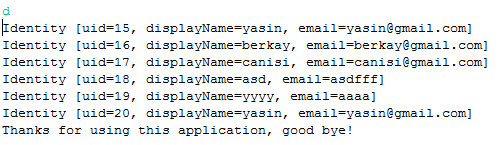 d
Identity [uid=15, displayName=yasin, email=yasin@gmail.com]
Identity [uid=16, displayName=berkay, email=berkay@gmail.com]
Identity [uid=17, displayName=canisi, email=canisi@gmail.com]
Identity [uid=18, displayName=asd, email=asdfff]
Identity [uid=19, displayName=yyyy, email=aaaa]
Identity [uid=20, displayName=yasin, email=yasin@gmail.com]
Thanks for using this application, good bye!